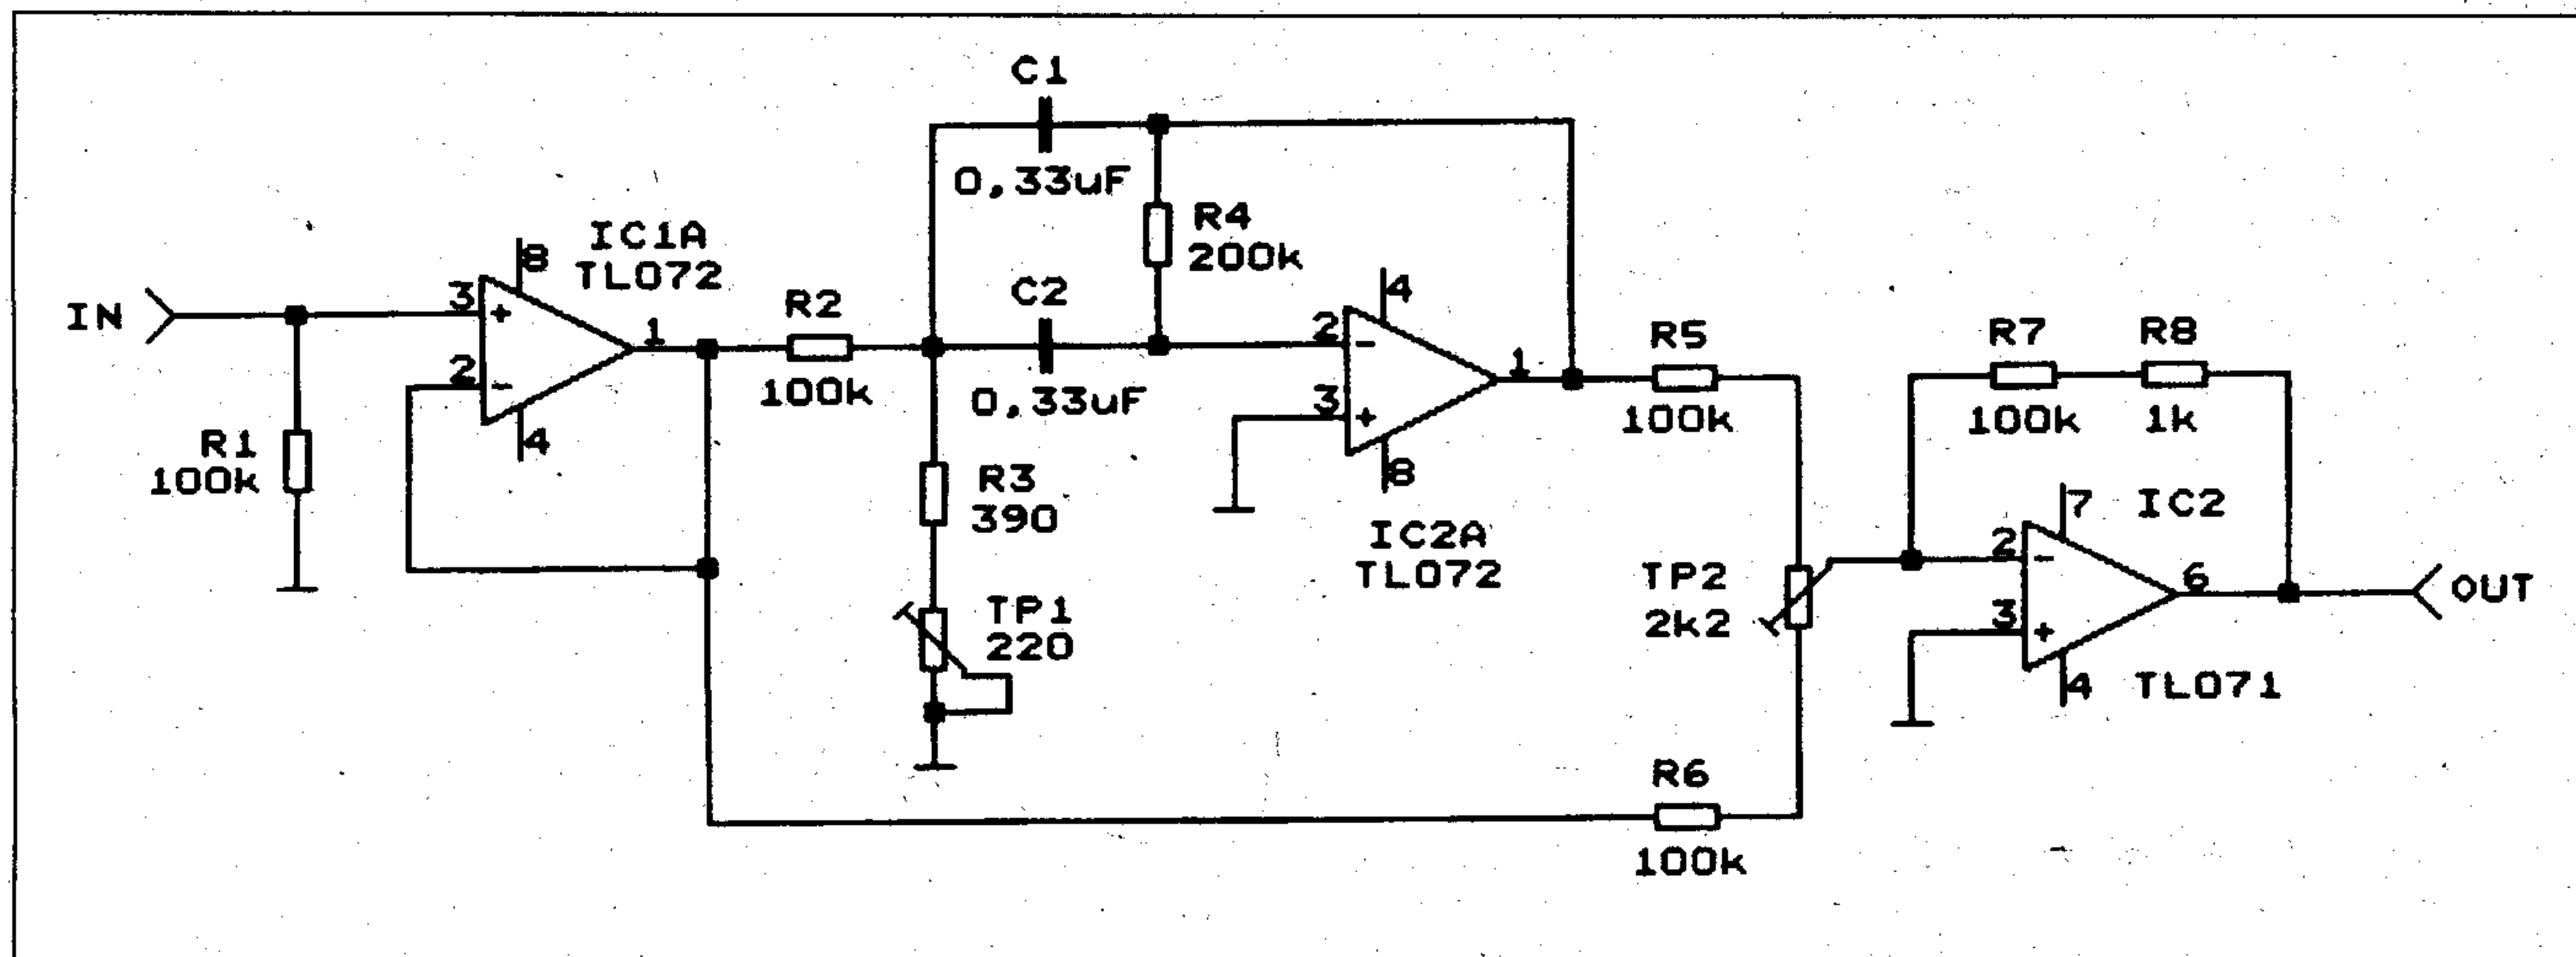 C1
0,33uF
R4
200k
IC1A
TL072
8
3
+
2
-
4
1
IN
R1
100k
R2
100k
C2
0,33uF
R3
390
TP1
220
4
2
-
3
+
8
1
IC2A
TL072
R5
100k
R7
100k
R8
1k
TP2
2k2
7
IC2
2
-
3
+
6
4
TL071
OUT
R6
100k